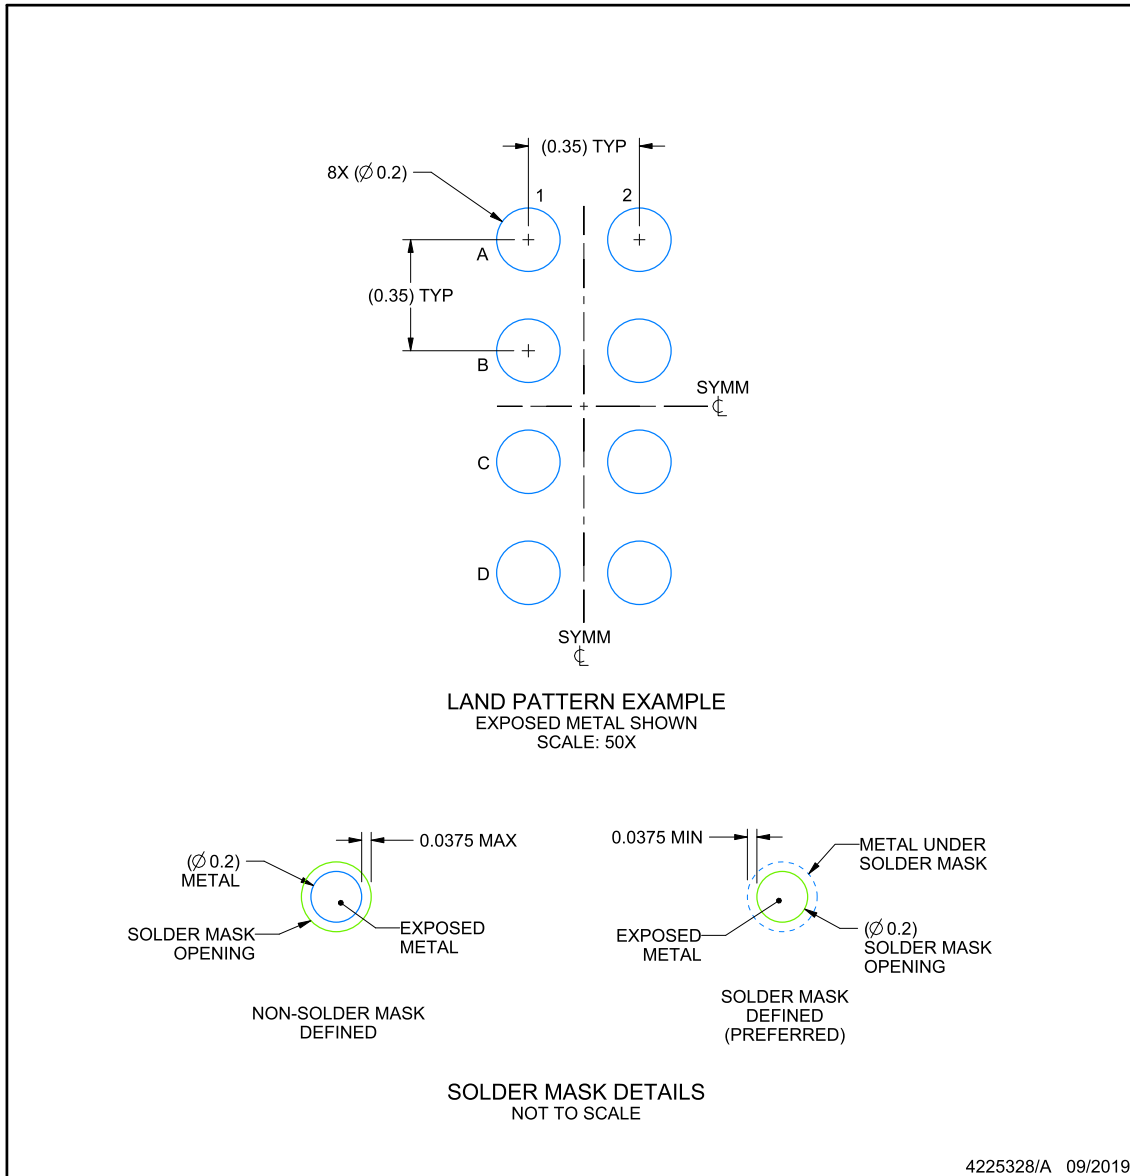 (0.35) TYP
8X (∅ 0.2)
1
2
A
(0.35) TYP
B
SYMM
℄
C
D
SYMM
℄
LAND PATTERN EXAMPLE
EXPOSED METAL SHOWN
SCALE: 50X
0.0375 MAX
(∅ 0.2)
METAL
SOLDER MASK
OPENING
EXPOSED
METAL
NON-SOLDER MASK
DEFINED
0.0375 MIN
METAL UNDER
SOLDER MASK
EXPOSED
METAL
(∅ 0.2)
SOLDER MASK
OPENING
SOLDER MASK
DEFINED
(PREFERRED)
SOLDER MASK DETAILS
NOT TO SCALE
4225328/A 09/2019